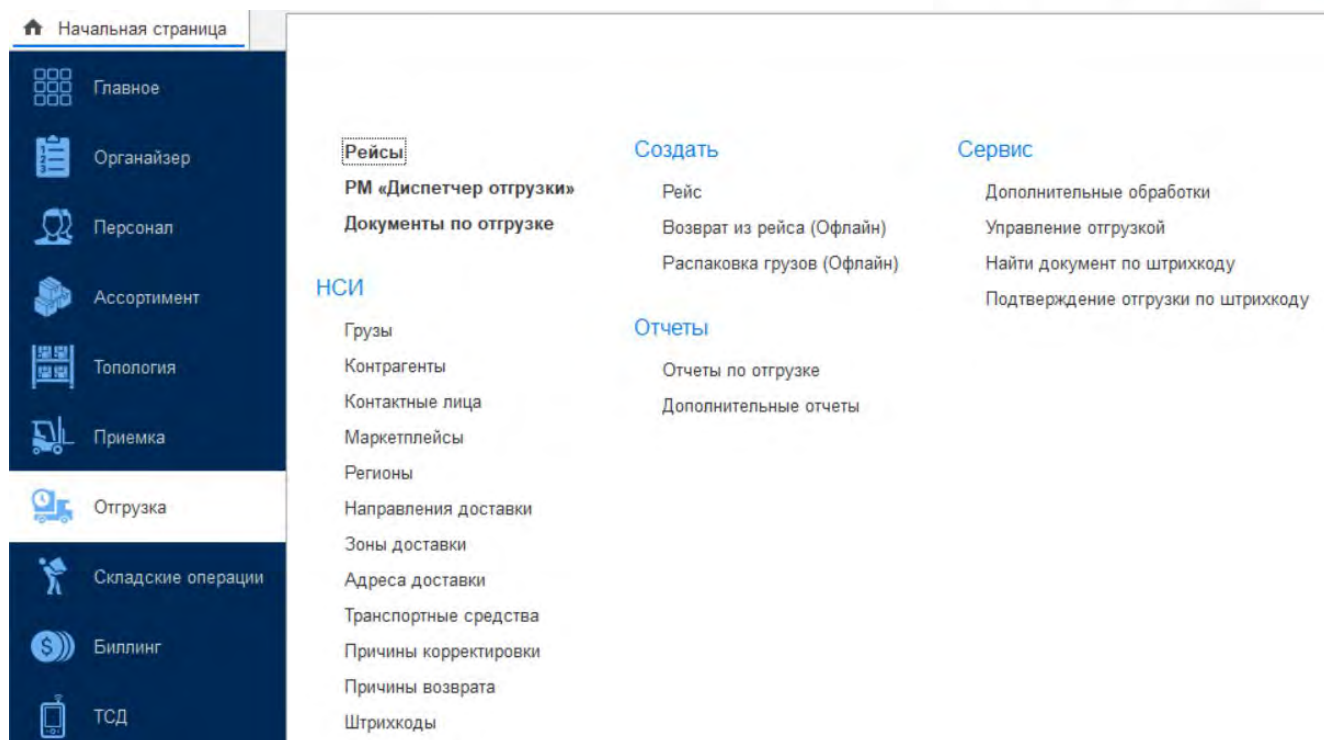 Начальная страница
Главное
Органайзер
Персонал
Ассортимент
Топология
Приемка
Отгрузка
Складские операции
Биллинг
ТСД
Рейсы
РМ «Диспетчер отгрузки»
Документы по отгрузке
НСИ
Грузы
Контрагенты
Контактные лица
Маркетплейсы
Регионы
Направления доставки
Зоны доставки
Адреса доставки
Транспортные средства
Причины корректировки
Причины возврата
Штрихкоды
Создать
Рейс
Возврат из рейса (Офлайн)
Распаковка грузов (Офлайн)
Отчеты
Отчеты по отгрузке
Дополнительные отчеты
Сервис
Дополнительные обработки
Управление отгрузкой
Найти документ по штрихкоду
Подтверждение отгрузки по штрихкоду